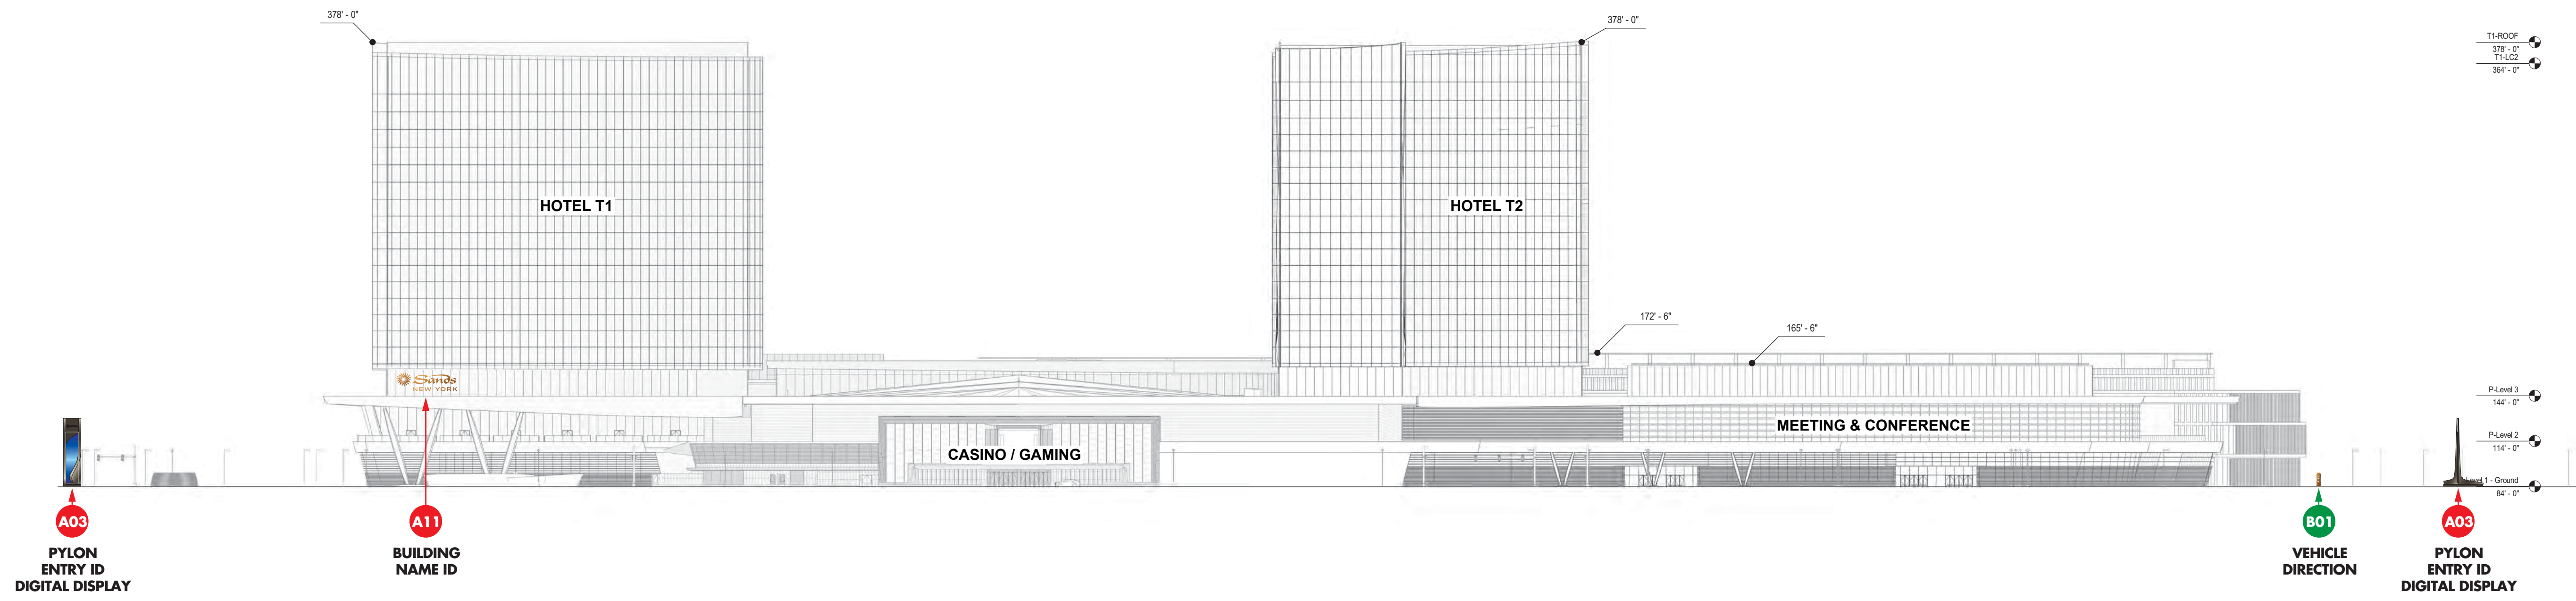 378' - 0"
378' - 0"
T1-ROOF
378' - 0"
T1-LC2
364' - 0"
HOTEL T1
HOTEL T2
172' - 6"
165' - 6"
Sands
NEW YORK
P-Level 3
144' - 0"
MEETING & CONFERENCE
P-Level 2
114' - 0"
CASINO / GAMING
1 - Ground
84' - 0"
A03
A11
B01
A03
PYLON
ENTRY ID
DIGITAL DISPLAY
BUILDING
NAME ID
VEHICLE
DIRECTION
PYLON
ENTRY ID
DIGITAL DISPLAY